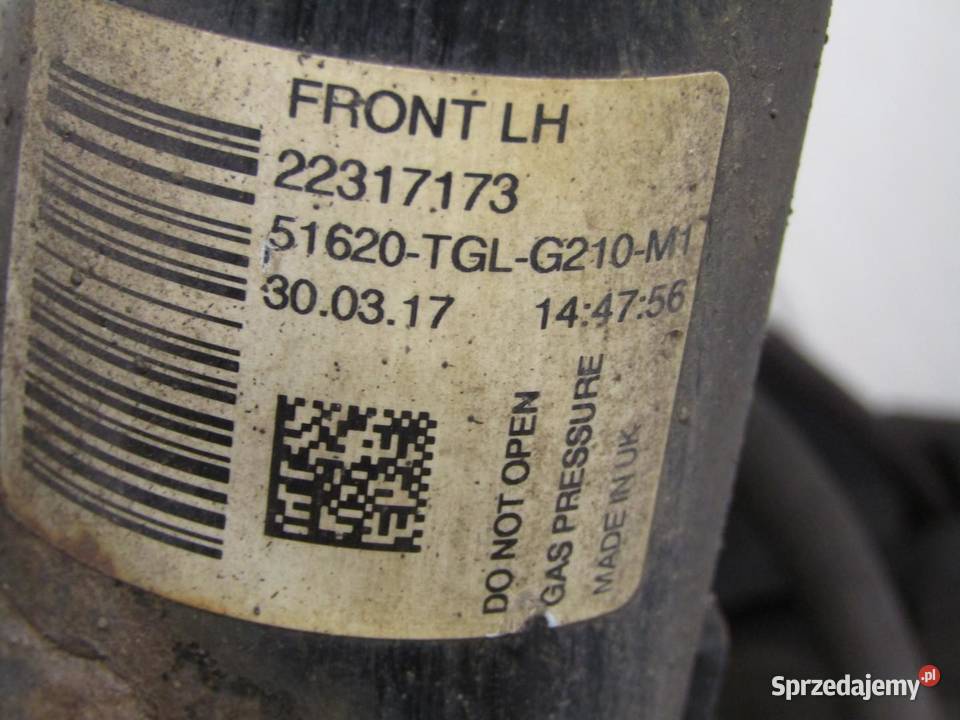 FRONT LH
22317173
51620-TGL-G210-M1
30.03.17 14:47:56
DO NOT OPEN
GAS PRESSURE
MADE IN UK
Sprzedajemy.pl